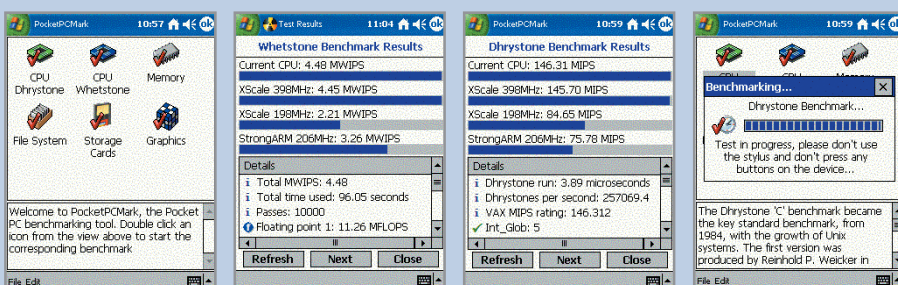 PocketPCMark 10:57 ok
CPU Dhrystone
CPU Whetstone
Memory
File System
Storage Cards
Graphics
Welcome to PocketPCMark, the Pocket
PC benchmarking tool. Double click an
icon from the view above to start the
corresponding benchmark
File Edit
Test Results 11:04 ok
Whetstone Benchmark Results
Current CPU: 4.48 MWIPS
XScale 398MHz: 4.45 MWIPS
XScale 198MHz: 2.21 MWIPS
StrongARM 206MHz: 3.26 MWIPS
Details
i Total MWIPS: 4.48
i Total time used: 96.05 seconds
i Passes: 10000
Floating point 1: 11.26 MFLOPS
Refresh Next Close
PocketPCMark 10:59 ok
Dhrystone Benchmark Results
Current CPU: 146.31 MIPS
XScale 398MHz: 145.70 MIPS
XScale 198MHz: 84.65 MIPS
StrongARM 206MHz: 75.78 MIPS
Details
i Dhrystone run: 3.89 microseconds
i Dhrystones per second: 257069.4
i VAX MIPS rating: 146.312
✓ Int_Glob: 5
Refresh Next Close
PocketPCMark 10:59 ok
Benchmarking...
Dhrystone Benchmark...
Test in progress, please don't use
the stylus and don't press any
buttons on the device...
The Dhrystone 'C' benchmark became
the key standard benchmark, from
1984, with the growth of Unix
systems. The first version was
produced by Reinhold P. Weicker in
File Edit